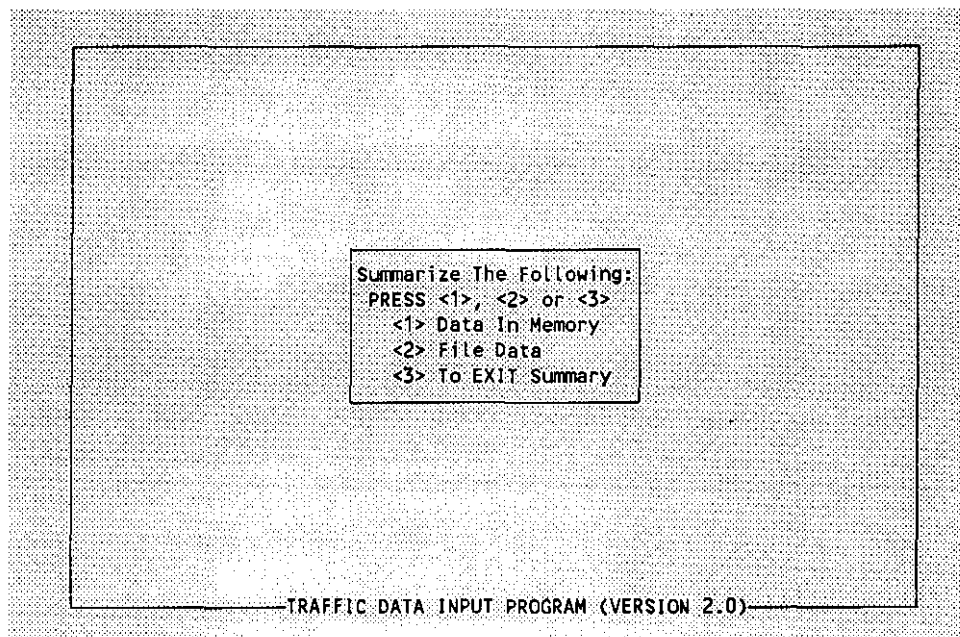 Summarize The Following:
PRESS <1>, <2> or <3>
<1> Data In Memory
<2> File Data
<3> To EXIT Summary
TRAFFIC DATA INPUT PROGRAM (VERSION 2.0)